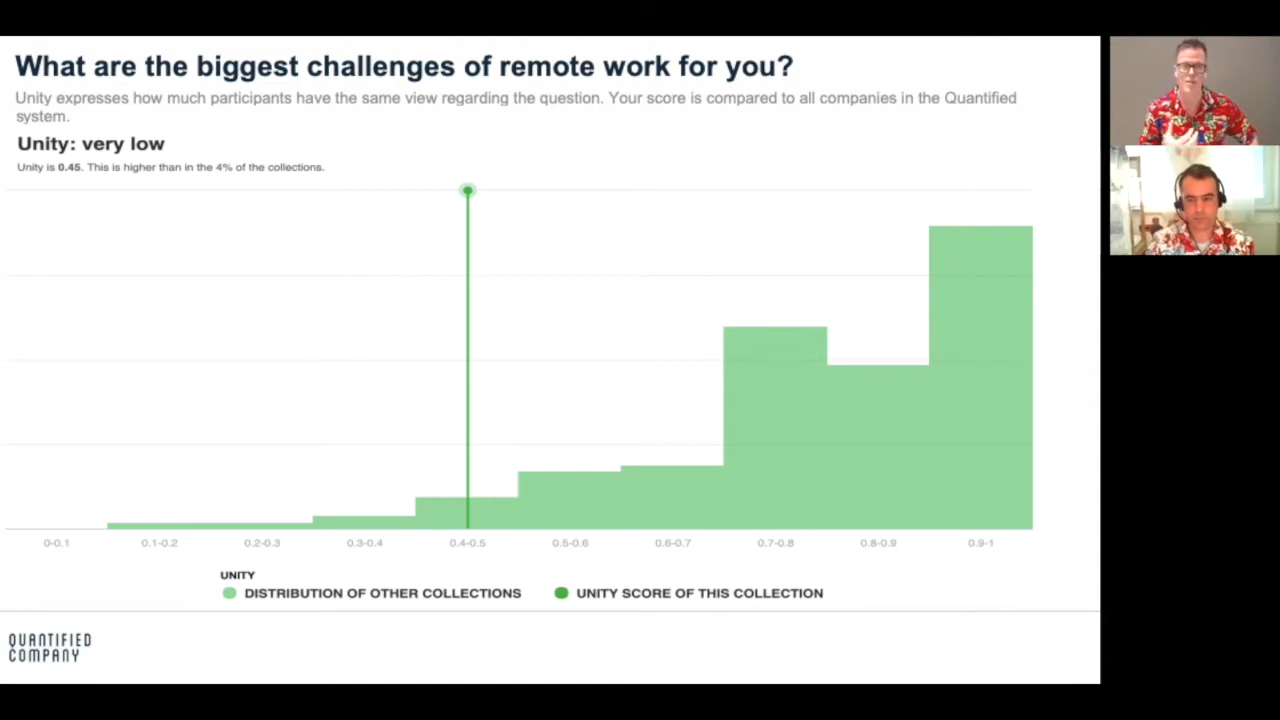 What are the biggest challenges of remote work for you?
Unity expresses how much participants have the same view regarding the question. Your score is compared to all companies in the Quantified
system.
Unity: very low
Unity is 0.45. This is higher than in the 4% of the collections.
0-0.1 0.1-0.2 0.2-0.3 0.3-0.4 0.4-0.5 0.5-0.6 0.6-0.7 0.7-0.8 0.8-0.9 0.9-1
UNITY
DISTRIBUTION OF OTHER COLLECTIONS UNITY SCORE OF THIS COLLECTION
QUANTIFIED
COMPANY